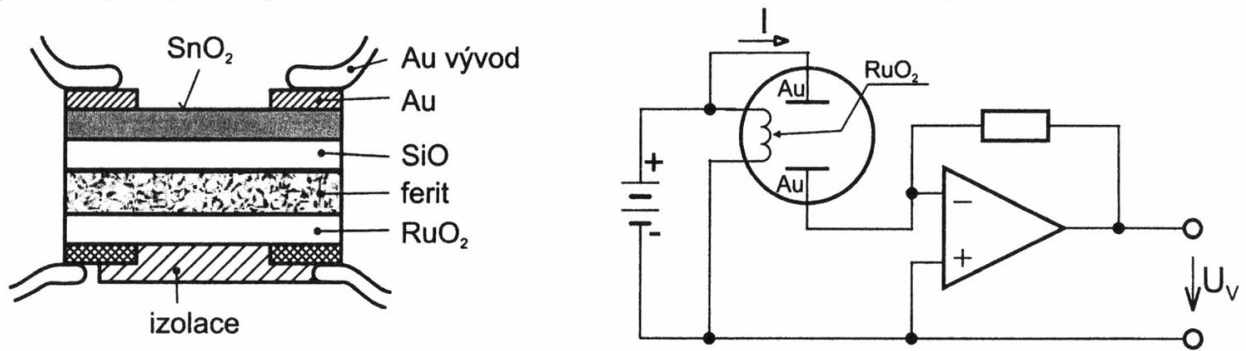 SnO₂
Au vývod
Au
SiO
ferit
RuO₂
izolace
I
RuO₂
Au
Au
+
-
−
+
U_V